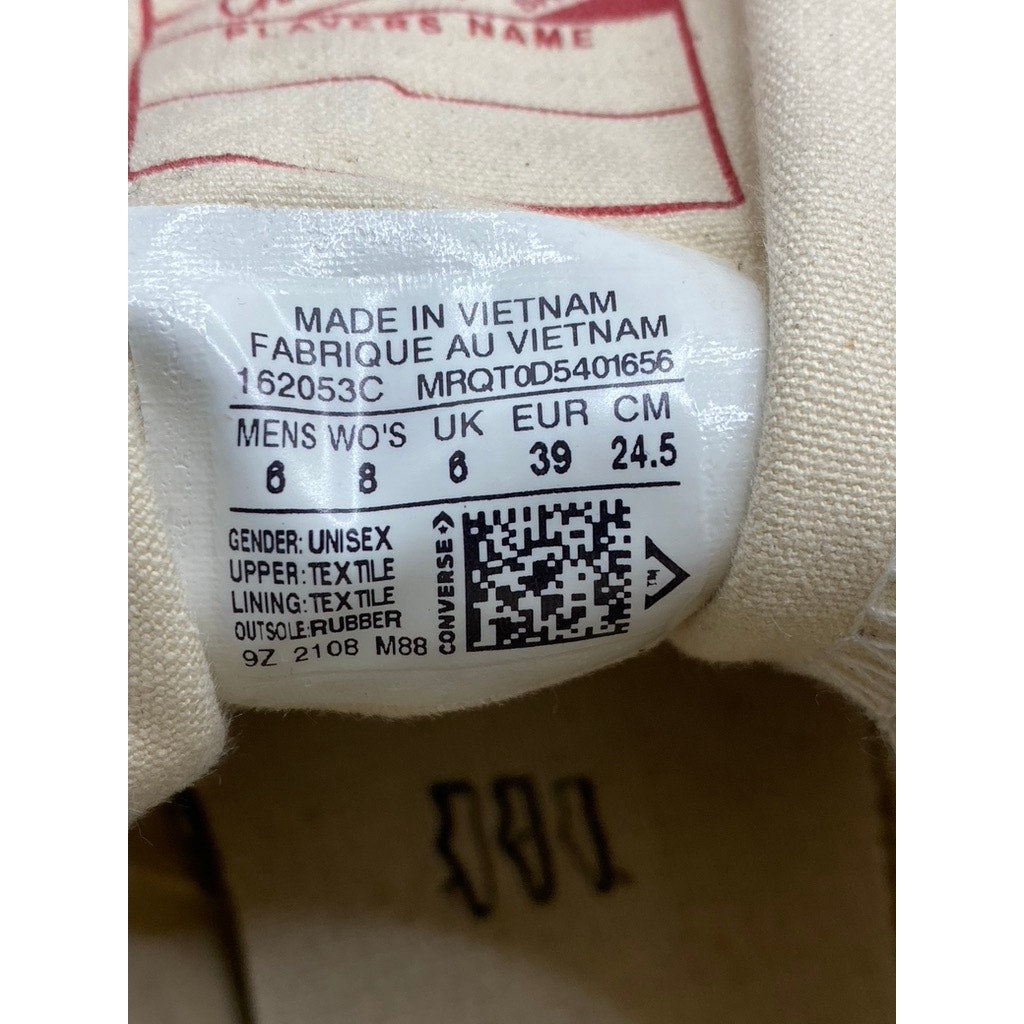 PLAYERS NAME
MADE IN VIETNAM
FABRIQUE AU VIETNAM
162053C MRQT0D5401656
MENS WO'S UK EUR CM
6 8 6 39 24.5
GENDER: UNISEX
UPPER: TEXTILE
LINING: TEXTILE
OUTSOLE: RUBBER
9Z 2108 M88
CONVERSE
TM